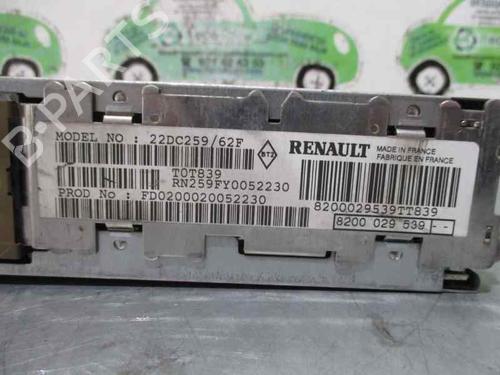 MODEL NO : 22DC259/62F
BTZ
RENAULT
MADE IN FRANCE
FABRIQUE EN FRANCE
T0T839
RN259FY0052230
PROD No : FD0200020052230
8200029539TT839
8200 029 539 --
B-PARTS